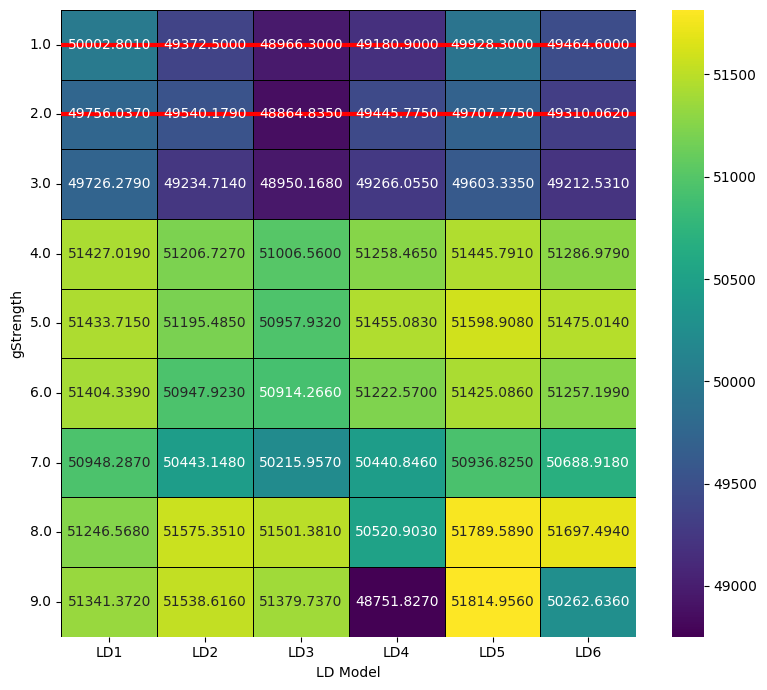 1.0 50002.8010 49372.5000 48966.3000 49180.9000 49928.3000 49464.6000
2.0 49756.0370 49540.1790 48864.8350 49445.7750 49707.7750 49310.0620
3.0 49726.2790 49234.7140 48950.1680 49266.0550 49603.3350 49212.5310
4.0 51427.0190 51206.7270 51006.5600 51258.4650 51445.7910 51286.9790
5.0 51433.7150 51195.4850 50957.9320 51455.0830 51598.9080 51475.0140
6.0 51404.3390 50947.9230 50914.2660 51222.5700 51425.0860 51257.1990
7.0 50948.2870 50443.1480 50215.9570 50440.8460 50936.8250 50688.9180
8.0 51246.5680 51575.3510 51501.3810 50520.9030 51789.5890 51697.4940
9.0 51341.3720 51538.6160 51379.7370 48751.8270 51814.9560 50262.6360
LD1 LD2 LD3 LD4 LD5 LD6
LD Model
gStrength
51500
51000
50500
50000
49500
49000